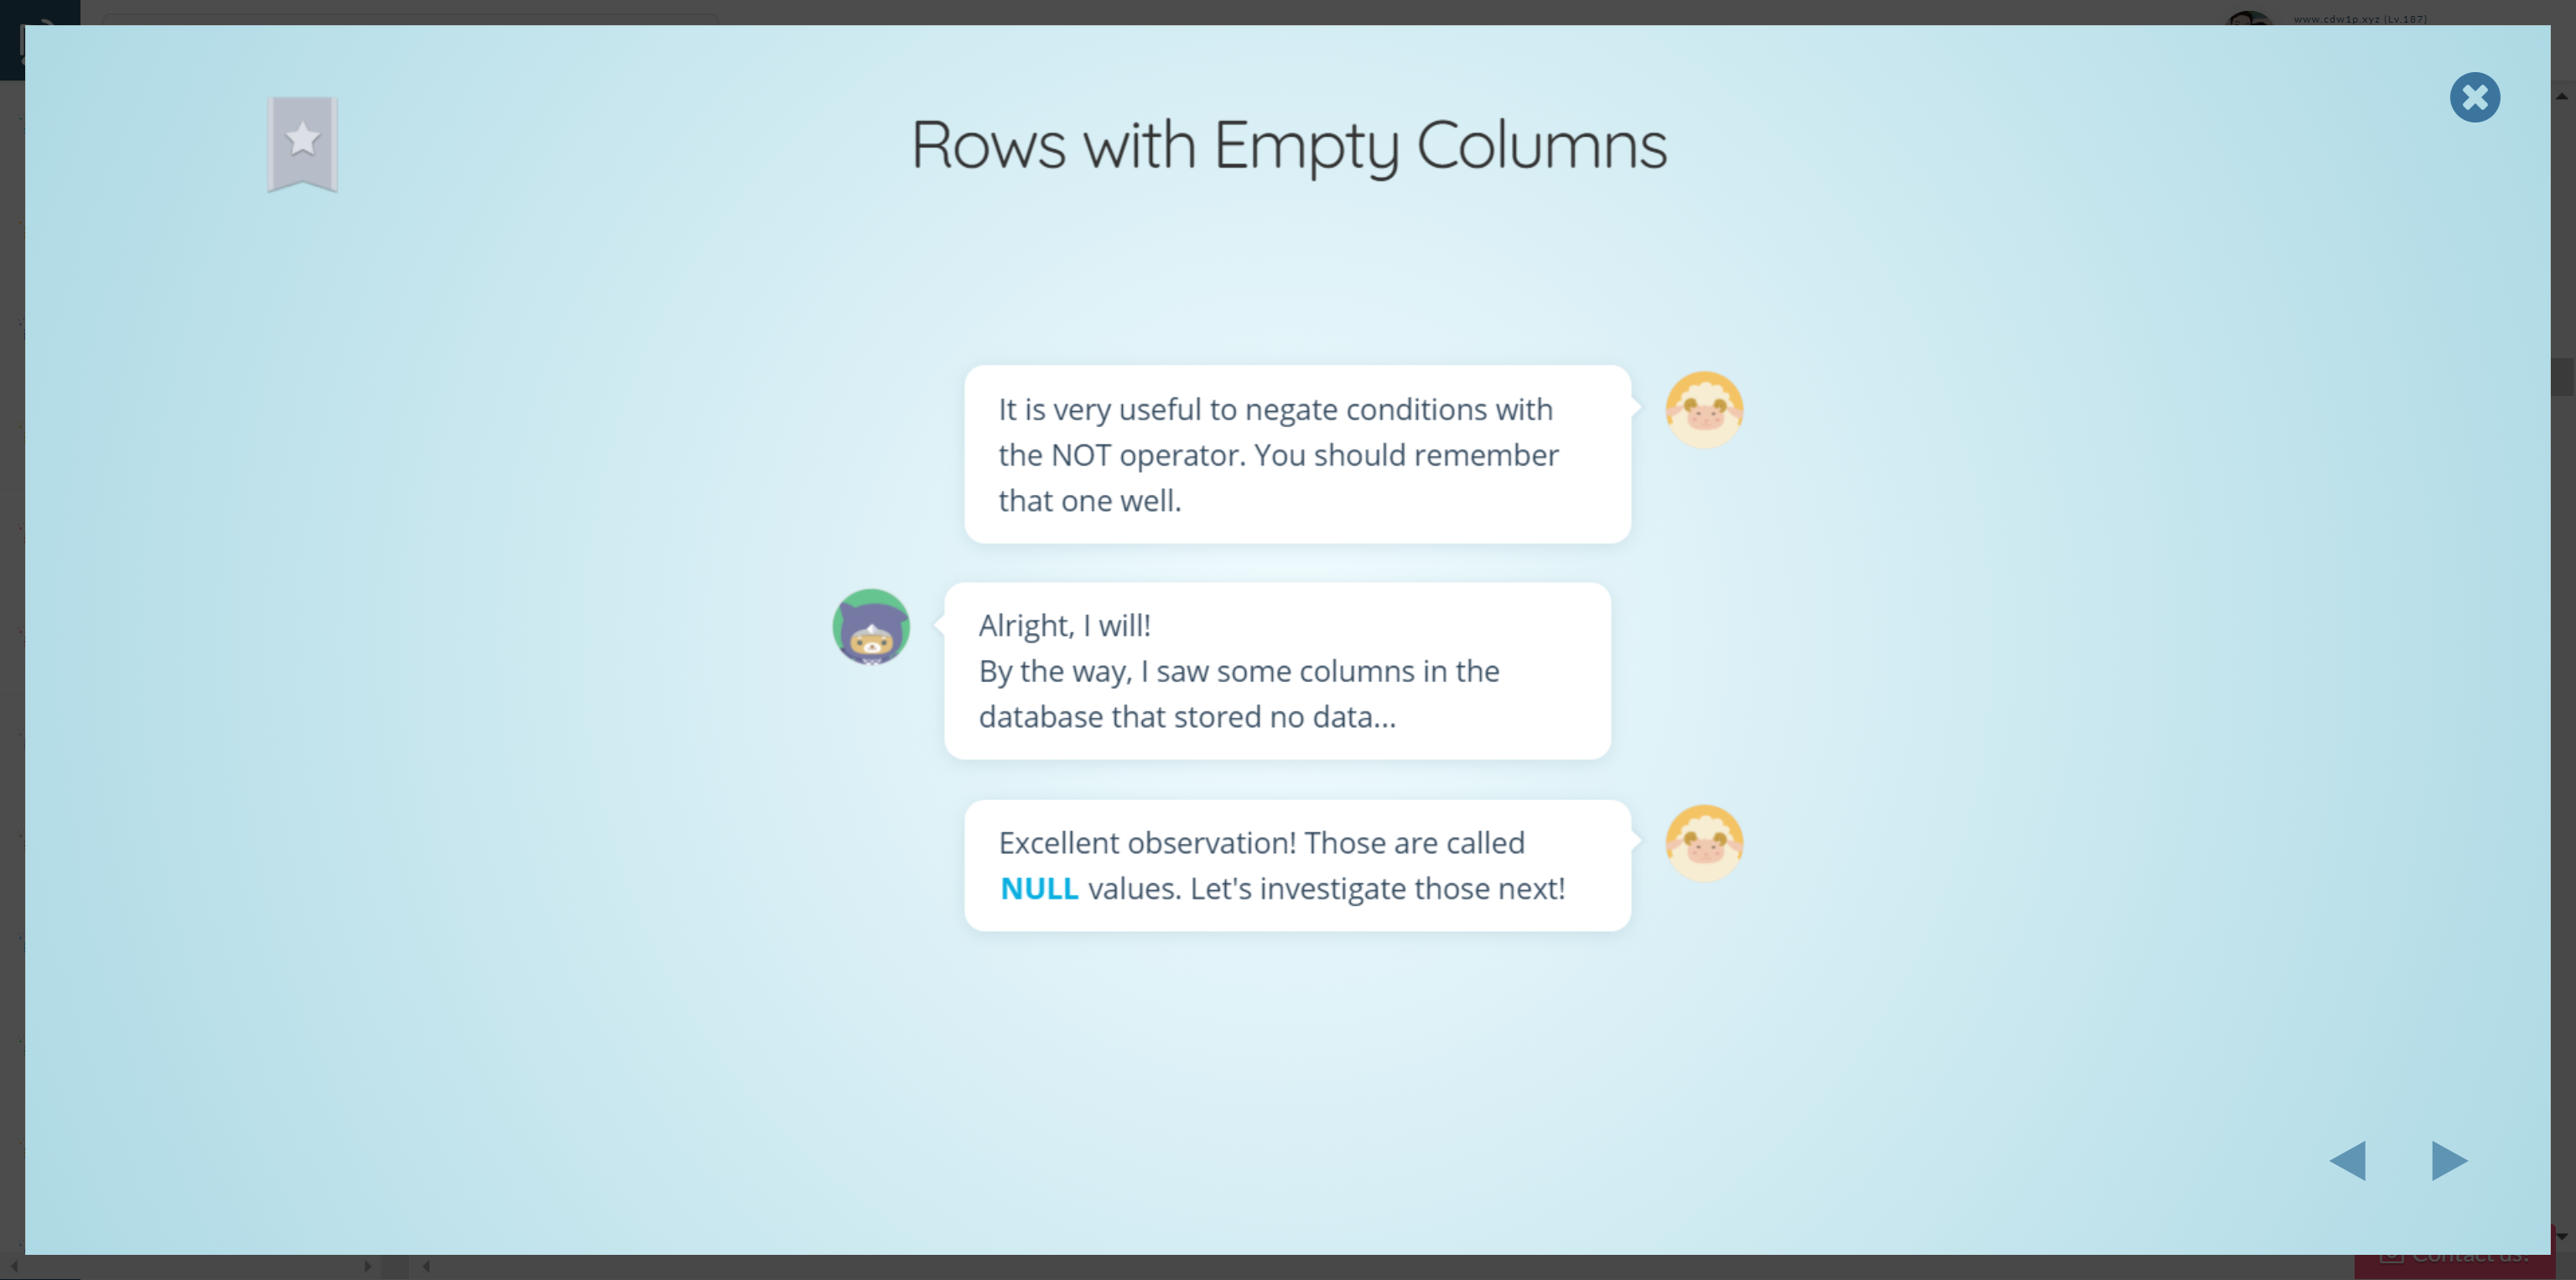 www.cdw1p.xyz (Lv.187)
Rows with Empty Columns
It is very useful to negate conditions with
the NOT operator. You should remember
that one well.
Alright, I will!
By the way, I saw some columns in the
database that stored no data...
Excellent observation! Those are called
NULL values. Let's investigate those next!
Contact us!